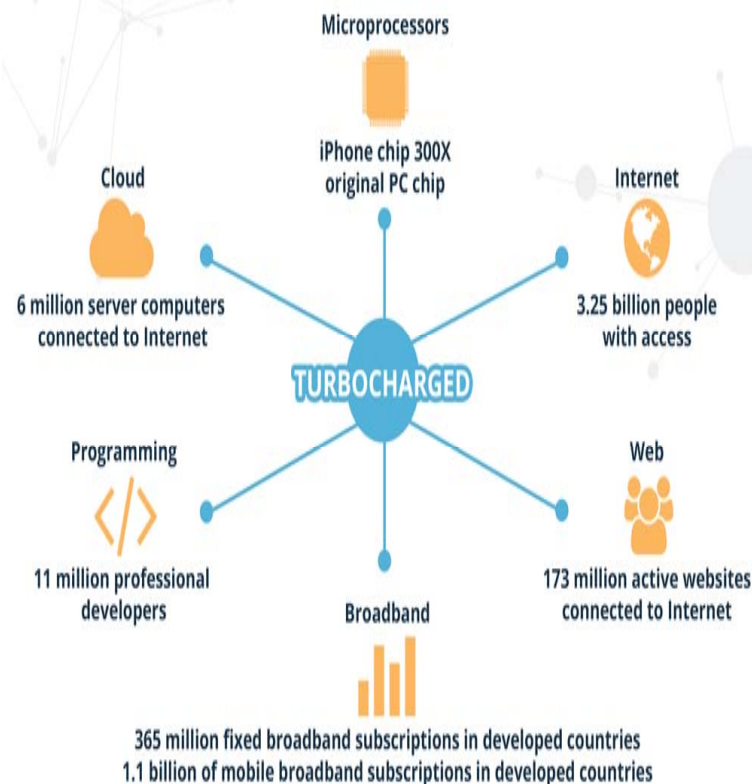 Microprocessors
iPhone chip 300X
original PC chip
Cloud
6 million server computers
connected to Internet
Internet
3.25 billion people
with access
TURBOCHARGED
Programming
</>
11 million professional
developers
Web
173 million active websites
connected to Internet
Broadband
365 million fixed broadband subscriptions in developed countries
1.1 billion of mobile broadband subscriptions in developed countries